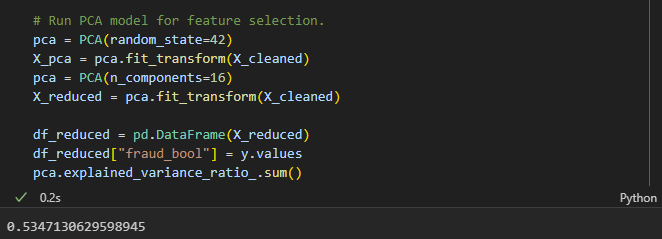 # Run PCA model for feature selection.
pca = PCA(random_state=42)
X_pca = pca.fit_transform(X_cleaned)
pca = PCA(n_components=16)
X_reduced = pca.fit_transform(X_cleaned)
df_reduced = pd.DataFrame(X_reduced)
df_reduced["fraud_bool"] = y.values
pca.explained_variance_ratio_.sum()
0.2s Python
0.5347130629598945